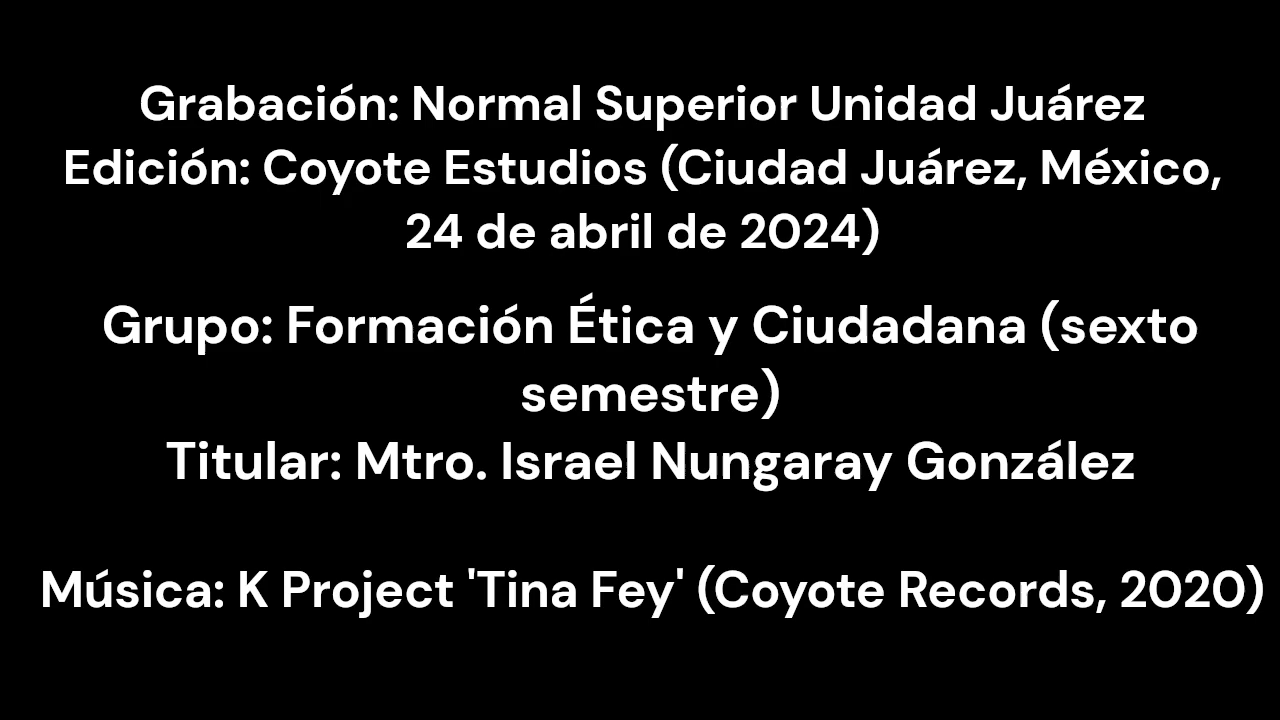 Grabación: Normal Superior Unidad Juárez
Edición: Coyote Estudios (Ciudad Juárez, México,
24 de abril de 2024)
Grupo: Formación Ética y Ciudadana (sexto
semestre)
Titular: Mtro. Israel Nungaray González
Música: K Project 'Tina Fey' (Coyote Records, 2020)